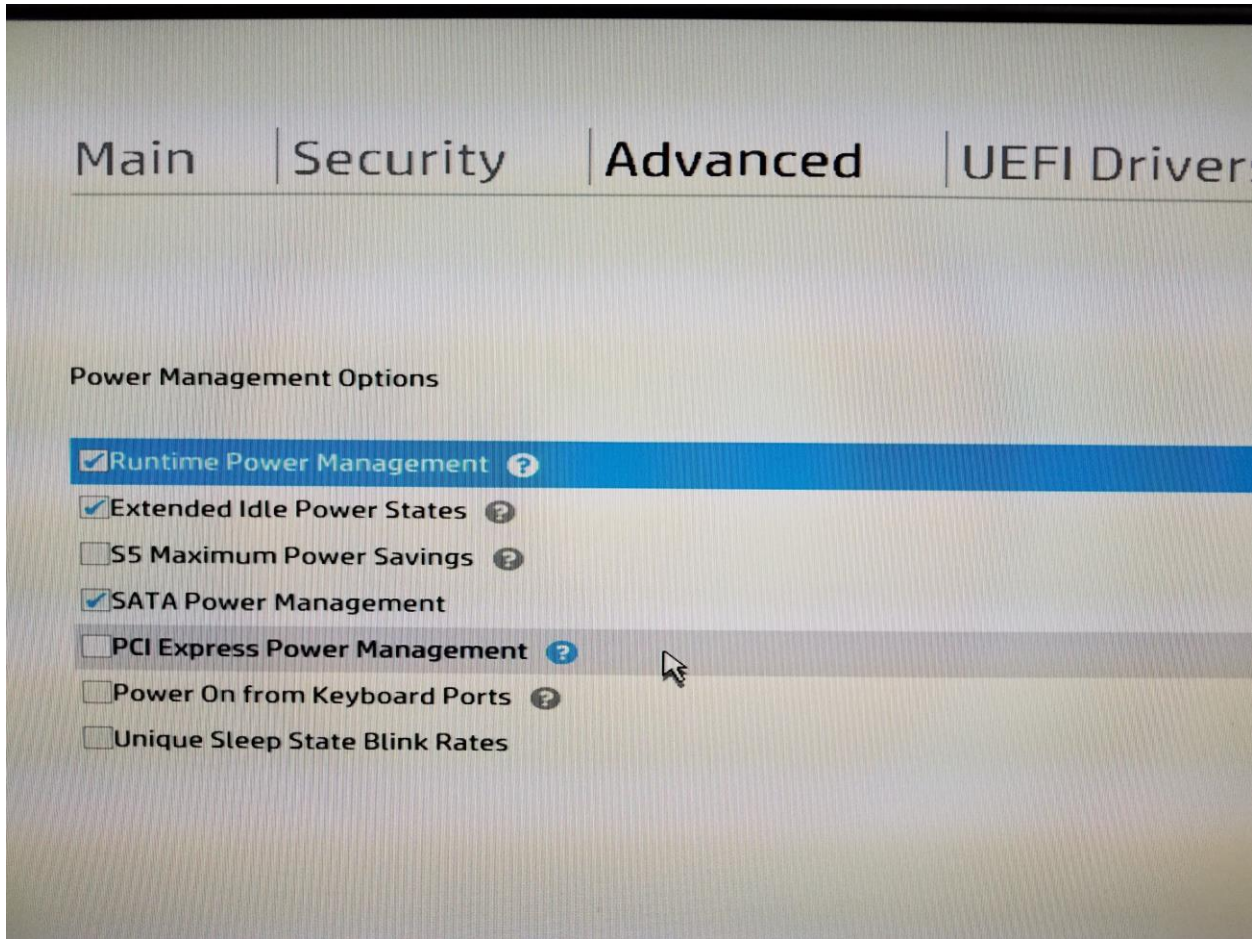 Main Security Advanced UEFI Drivers
Power Management Options
Runtime Power Management ?
Extended Idle Power States ?
S5 Maximum Power Savings ?
SATA Power Management
PCI Express Power Management ?
Power On from Keyboard Ports ?
Unique Sleep State Blink Rates